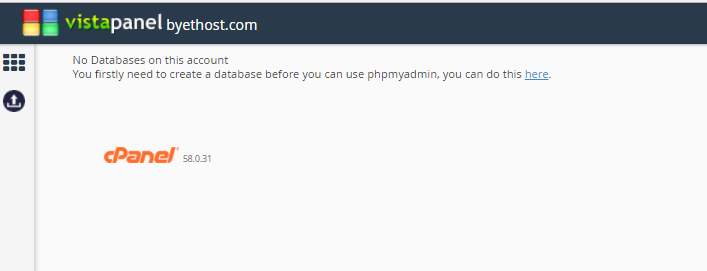 vistapanel byethost.com
No Databases on this account
You firstly need to create a database before you can use phpmyadmin, you can do this here.
cPanel® 58.0.31